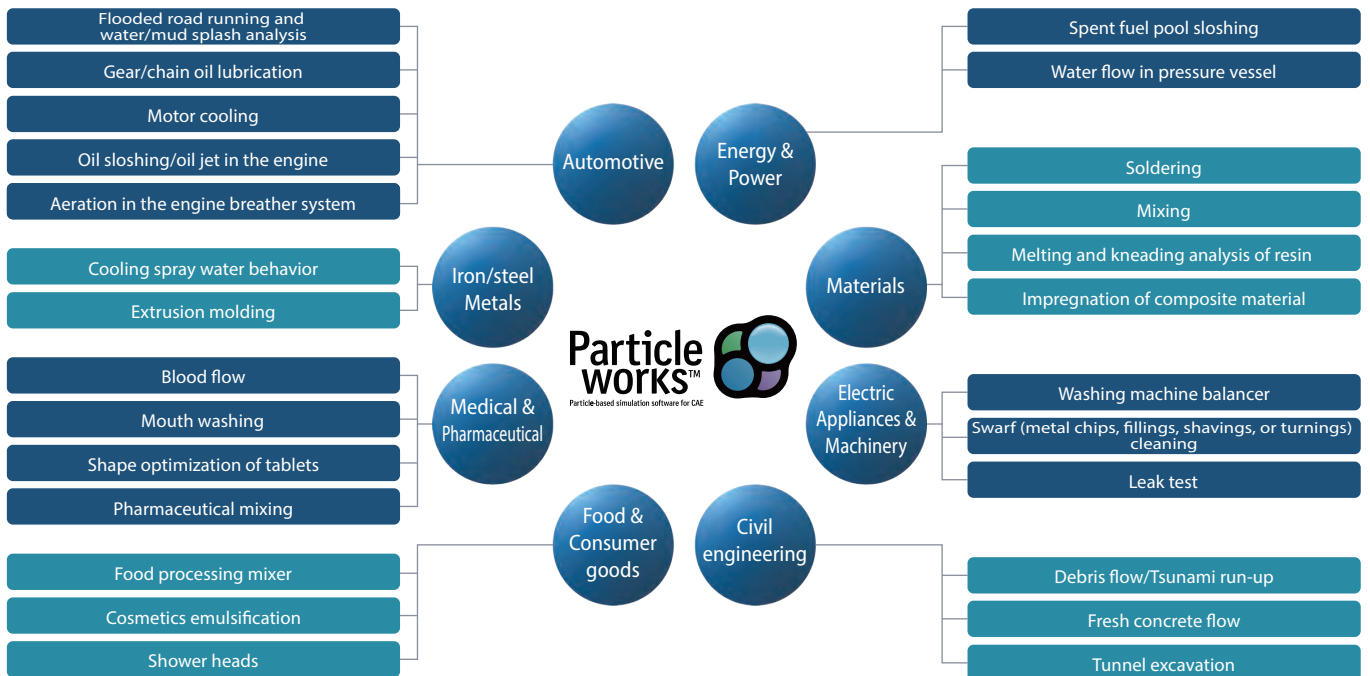 Flooded road running and
water/mud splash analysis
Gear/chain oil lubrication
Motor cooling
Oil sloshing/oil jet in the engine
Aeration in the engine breather system
Automotive
Energy &
Power
Spent fuel pool sloshing
Water flow in pressure vessel
Cooling spray water behavior
Extrusion molding
Iron/steel
Metals
Materials
Soldering
Mixing
Melting and kneading analysis of resin
Impregnation of composite material
Particle
works™
Particle-based simulation software for CAE
Blood flow
Mouth washing
Shape optimization of tablets
Pharmaceutical mixing
Medical &
Pharmaceutical
Electric
Appliances &
Machinery
Washing machine balancer
Swarf (metal chips, fillings, shavings, or turnings)
cleaning
Leak test
Food processing mixer
Cosmetics emulsification
Shower heads
Food &
Consumer
goods
Civil
engineering
Debris flow/Tsunami run-up
Fresh concrete flow
Tunnel excavation